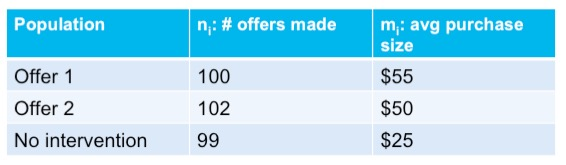 Population nᵢ: # offers made mᵢ: avg purchase
size
Offer 1 100 $55
Offer 2 102 $50
No intervention 99 $25